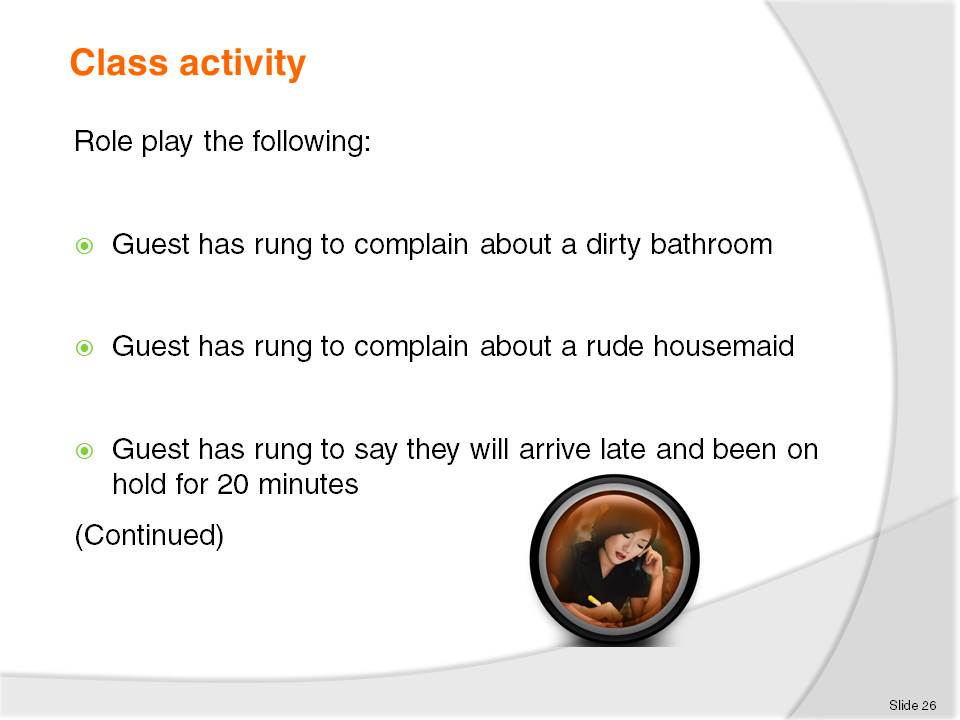 Class activity
Role play the following:
Guest has rung to complain about a dirty bathroom
Guest has rung to complain about a rude housemaid
Guest has rung to say they will arrive late and been on
hold for 20 minutes
(Continued)
Slide 26